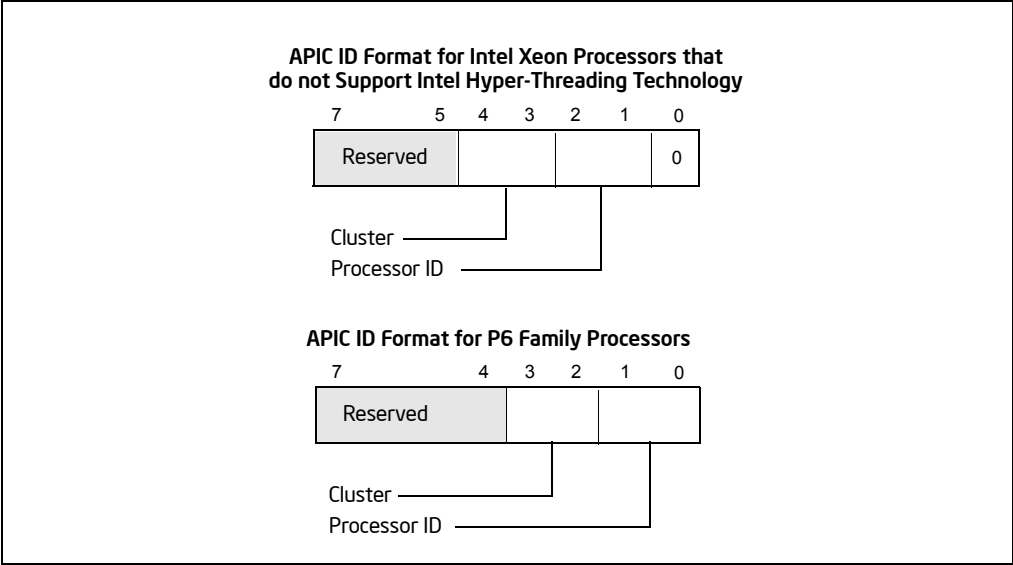 APIC ID Format for Intel Xeon Processors that
do not Support Intel Hyper-Threading Technology
7 5 4 3 2 1 0
Reserved 0
Cluster
Processor ID
APIC ID Format for P6 Family Processors
7 4 3 2 1 0
Reserved
Cluster
Processor ID